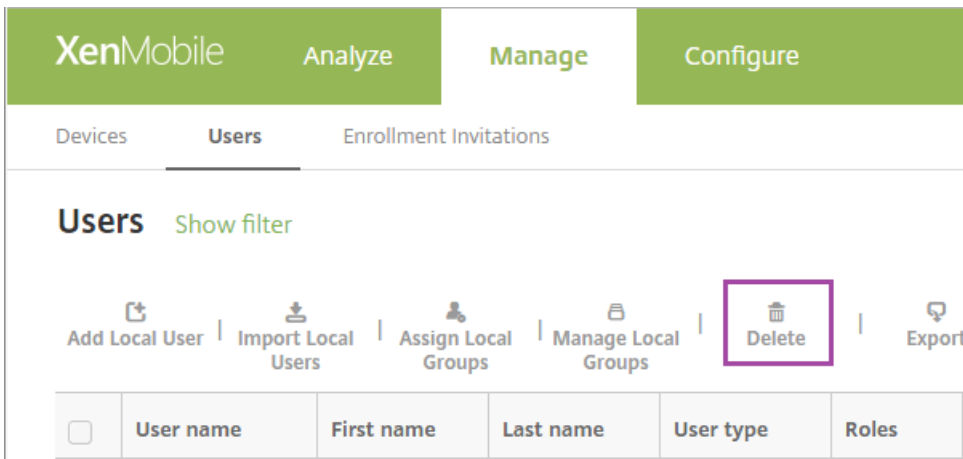 XenMobile Analyze Manage Configure
Devices Users Enrollment Invitations
Users Show filter
Add Local User | Import Local Users | Assign Local Groups | Manage Local Groups | Delete | Export
User name First name Last name User type Roles